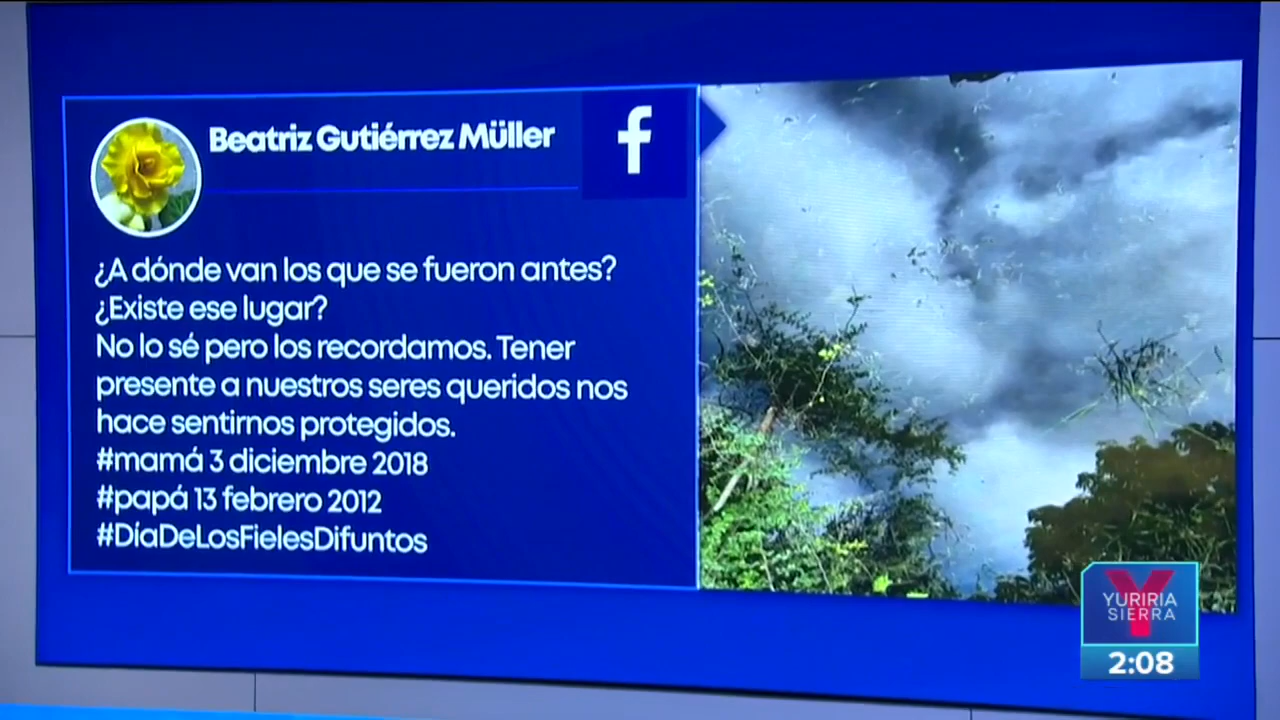 Beatriz Gutiérrez Müller
f
¿A dónde van los que se fueron antes?
¿Existe ese lugar?
No lo sé pero los recordamos. Tener
presente a nuestros seres queridos nos
hace sentirnos protegidos.
#mamá 3 diciembre 2018
#papá 13 febrero 2012
#DíaDeLosFielesDifuntos
Y
YURIRIA
SIERRA
2:08